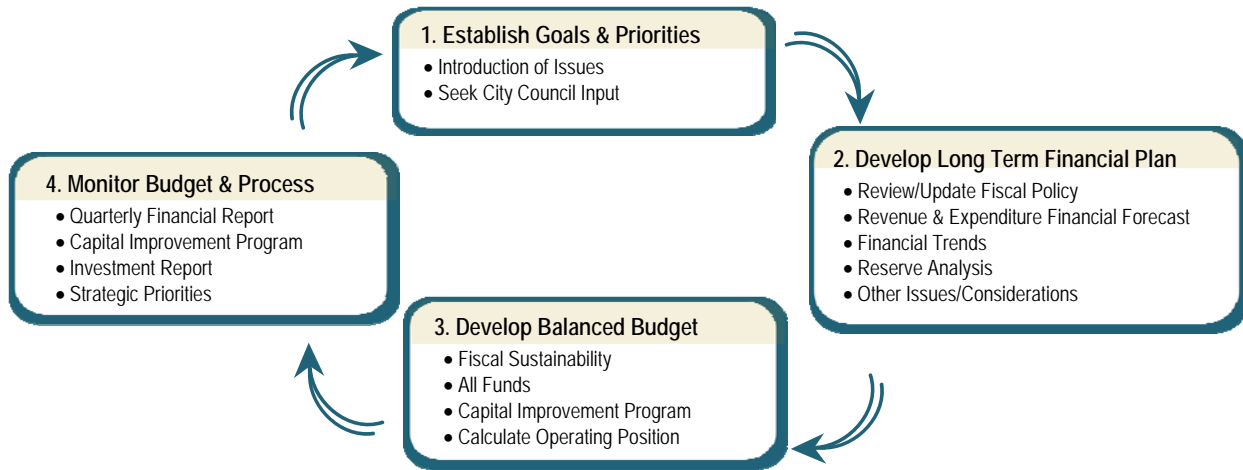 1. Establish Goals & Priorities
• Introduction of Issues
• Seek City Council Input
2. Develop Long Term Financial Plan
• Review/Update Fiscal Policy
• Revenue & Expenditure Financial Forecast
• Financial Trends
• Reserve Analysis
• Other Issues/Considerations
3. Develop Balanced Budget
• Fiscal Sustainability
• All Funds
• Capital Improvement Program
• Calculate Operating Position
4. Monitor Budget & Process
• Quarterly Financial Report
• Capital Improvement Program
• Investment Report
• Strategic Priorities